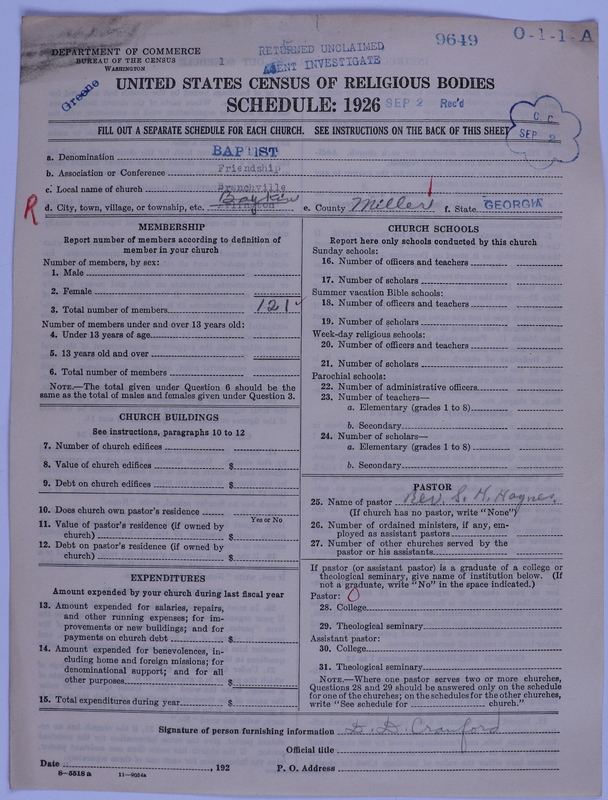 9649 O-1-1-A
DEPARTMENT OF COMMERCE
BUREAU OF THE CENSUS
WASHINGTON
1
RETURNED UNCLAIMED
AGENT INVESTIGATE
Greene
UNITED STATES CENSUS OF RELIGIOUS BODIES
SCHEDULE: 1926
SEP 2 Rec'd
C. C.
SEP 2
FILL OUT A SEPARATE SCHEDULE FOR EACH CHURCH. SEE INSTRUCTIONS ON THE BACK OF THIS SHEET
a. Denomination BAPTIST
b. Association or Conference Friendship
c. Local name of church Branchville
d. City, town, village, or township, etc. Arlington Boykin e. County Miller f. State GEORGIA
R
MEMBERSHIP
Report number of members according to definition of
member in your church
Number of members, by sex:
1. Male
2. Female
3. Total number of members 121
Number of members under and over 13 years old:
4. Under 13 years of age
5. 13 years old and over
6. Total number of members
NOTE.—The total given under Question 6 should be the
same as the total of males and females given under Question 3.
CHURCH BUILDINGS
See instructions, paragraphs 10 to 12
7. Number of church edifices
8. Value of church edifices $
9. Debt on church edifices $
10. Does church own pastor's residence
Yes or No
11. Value of pastor's residence (if owned by
church) $
12. Debt on pastor's residence (if owned by
church) $
EXPENDITURES
Amount expended by your church during last fiscal year
13. Amount expended for salaries, repairs,
and other running expenses; for im-
provements or new buildings; and for
payments on church debt $
14. Amount expended for benevolences, in-
cluding home and foreign missions; for
denominational support; and for all
other purposes $
15. Total expenditures during year $
CHURCH SCHOOLS
Report here only schools conducted by this church
Sunday schools:
16. Number of officers and teachers
17. Number of scholars
Summer vacation Bible schools:
18. Number of officers and teachers
19. Number of scholars
Week-day religious schools:
20. Number of officers and teachers
21. Number of scholars
Parochial schools:
22. Number of administrative officers
23. Number of teachers—
a. Elementary (grades 1 to 8)
b. Secondary
24. Number of scholars—
a. Elementary (grades 1 to 8)
b. Secondary
PASTOR
25. Name of pastor Rev. S. H. Haynes
(If church has no pastor, write "None")
26. Number of ordained ministers, if any, em-
ployed as assistant pastors
27. Number of other churches served by the
pastor or his assistants
If pastor (or assistant pastor) is a graduate of a college or
theological seminary, give name of institution below. (If
not a graduate, write "No" in the space indicated.)
Pastor:
28. College
29. Theological seminary
Assistant pastor:
30. College
31. Theological seminary
NOTE.—Where one pastor serves two or more churches,
Questions 28 and 29 should be answered only on the schedule
for one of the churches; on the schedules for the other churches,
write "See schedule for church."
Signature of person furnishing information D. D. Crawford
Official title
Date , 192 P. O. Address
8—5518 a 11—9054a